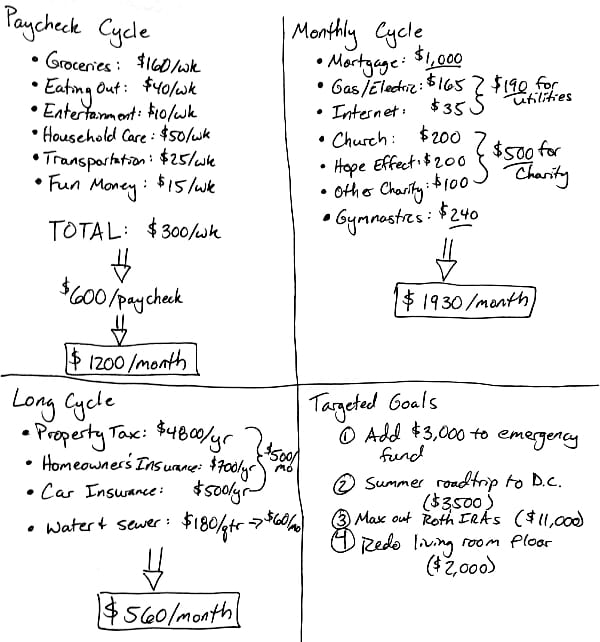 Paycheck Cycle
• Groceries: $160/wk
• Eating Out: $40/wk
• Entertainment: $10/wk
• Household Care: $50/wk
• Transportation: $25/wk
• Fun Money: $15/wk
TOTAL: $300/wk
$600/paycheck
$1200/month
Monthly Cycle
• Mortgage: $1,000
• Gas/Electric: $165
• Internet: $35
$190 for
utilities
• Church: $200
• Hope Effect: $200
• Other Charity: $100
$500 for
Charity
• Gymnastics: $240
$1930/month
Long Cycle
• Property Tax: $4800/yr
• Homeowner's Insurance: $700/yr
• Car Insurance: $500/yr
$500/
mo
• Water + Sewer: $180/qtr → $60/mo
$560/month
Targeted Goals
① Add $3,000 to emergency
fund
② Summer roadtrip to D.C.
($3500)
③ Max out Roth IRAs ($11,000)
④ Redo living room floor
($2,000)